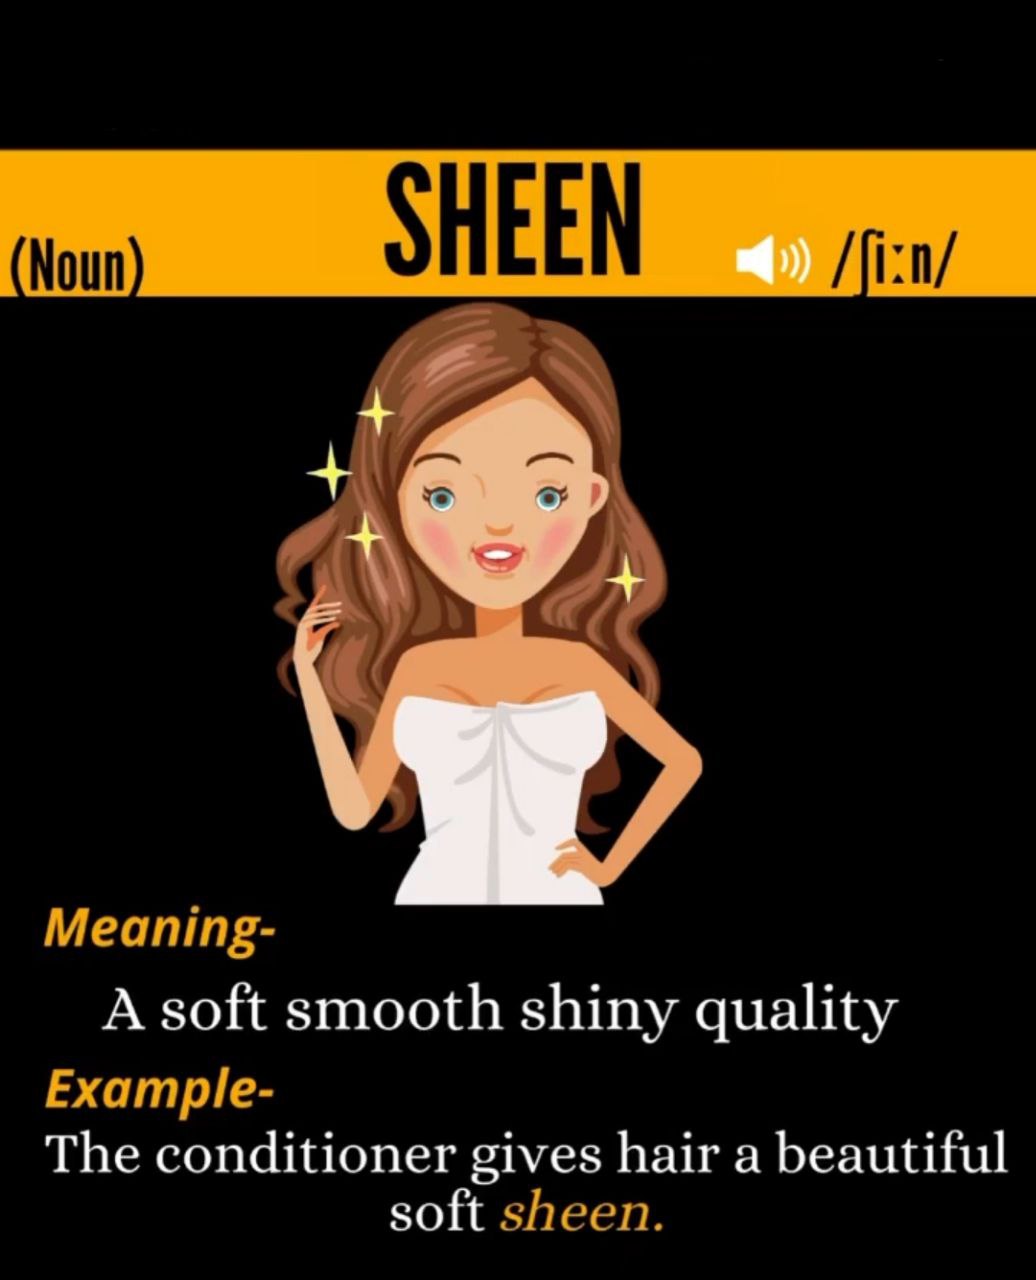 SHEEN
(Noun)
/ʃiːn/
Meaning-
A soft smooth shiny quality
Example-
The conditioner gives hair a beautiful
soft sheen.